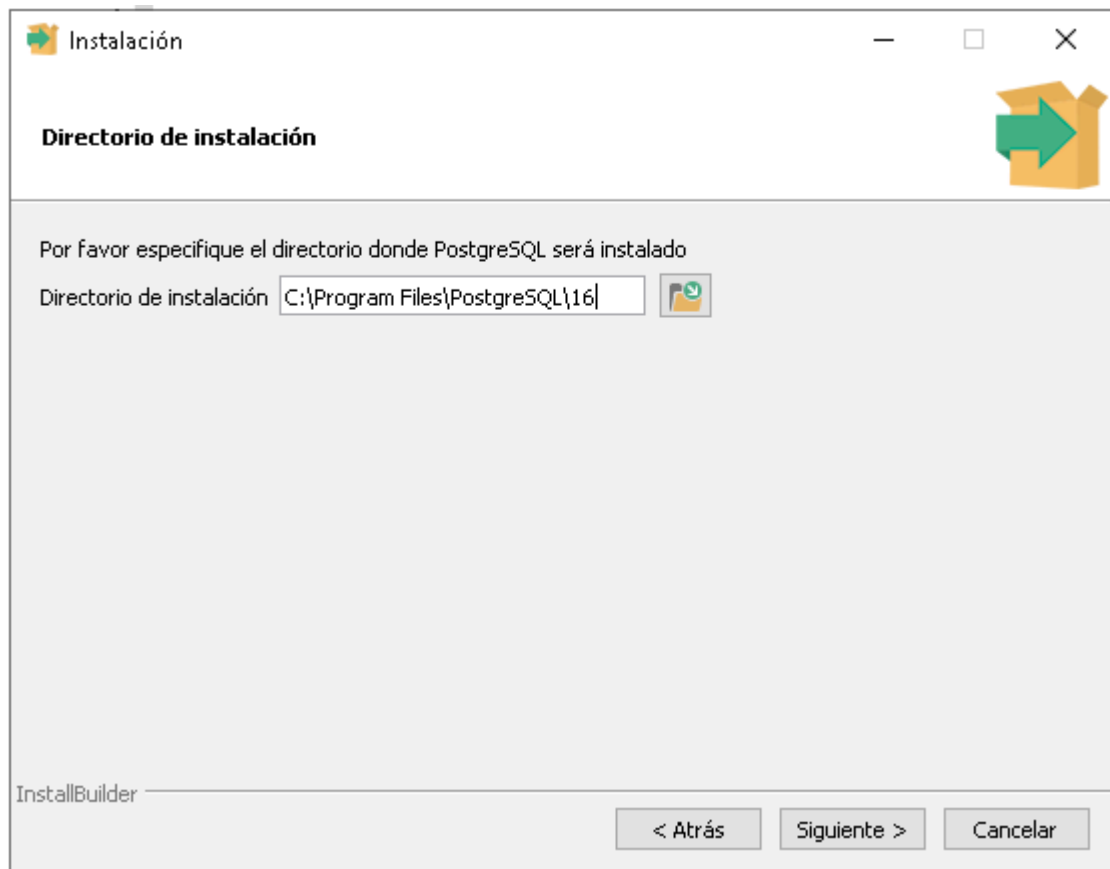 Instalación
Directorio de instalación
Por favor especifique el directorio donde PostgreSQL será instalado
Directorio de instalación C:\Program Files\PostgreSQL\16
InstallBuilder
< Atrás Siguiente > Cancelar